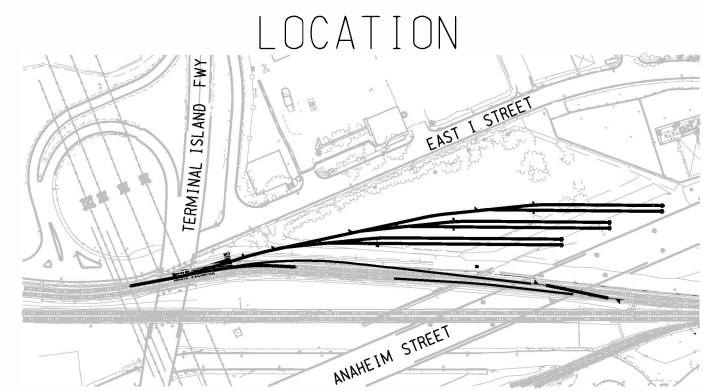 LOCATION
TERMINAL ISLAND FWY
EAST I STREET
ANAHEIM STREET